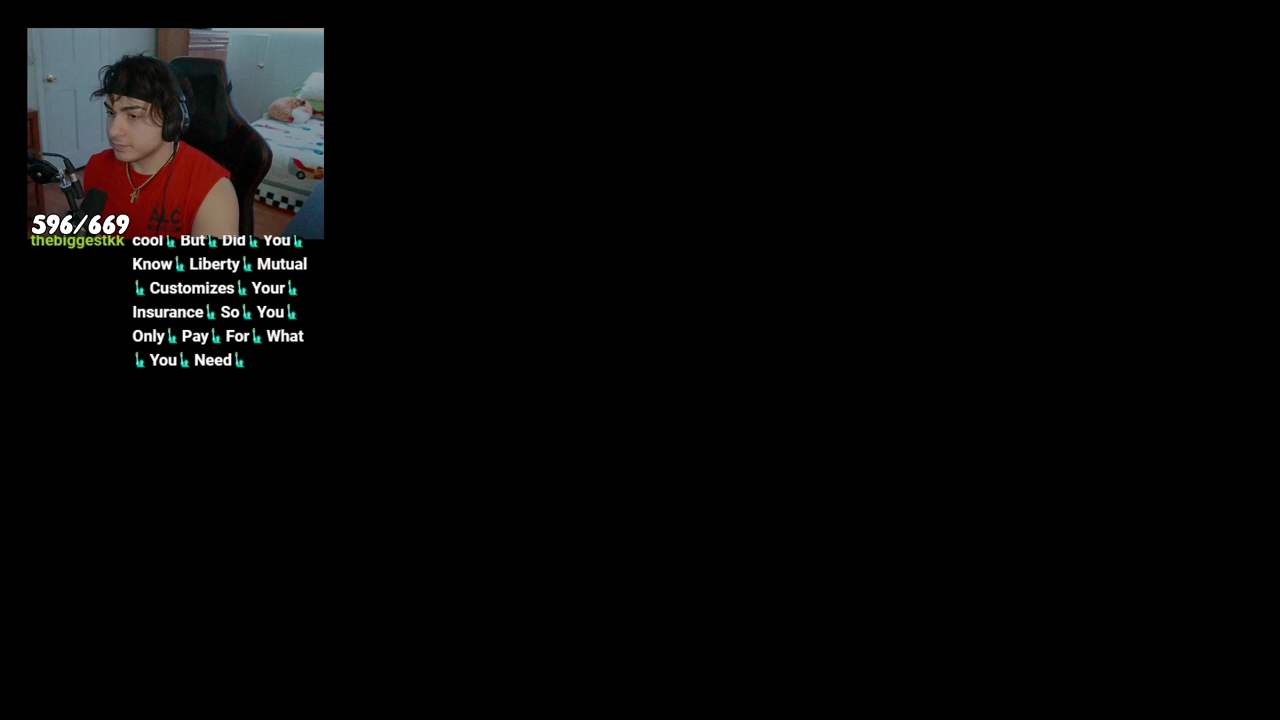 596/669
thebiggestkk cool🗽 But🗽 Did🗽 You🗽
Know🗽 Liberty🗽 Mutual
🗽 Customizes🗽 Your🗽
Insurance🗽 So🗽 You🗽
Only🗽 Pay🗽 For🗽 What
🗽 You🗽 Need🗽